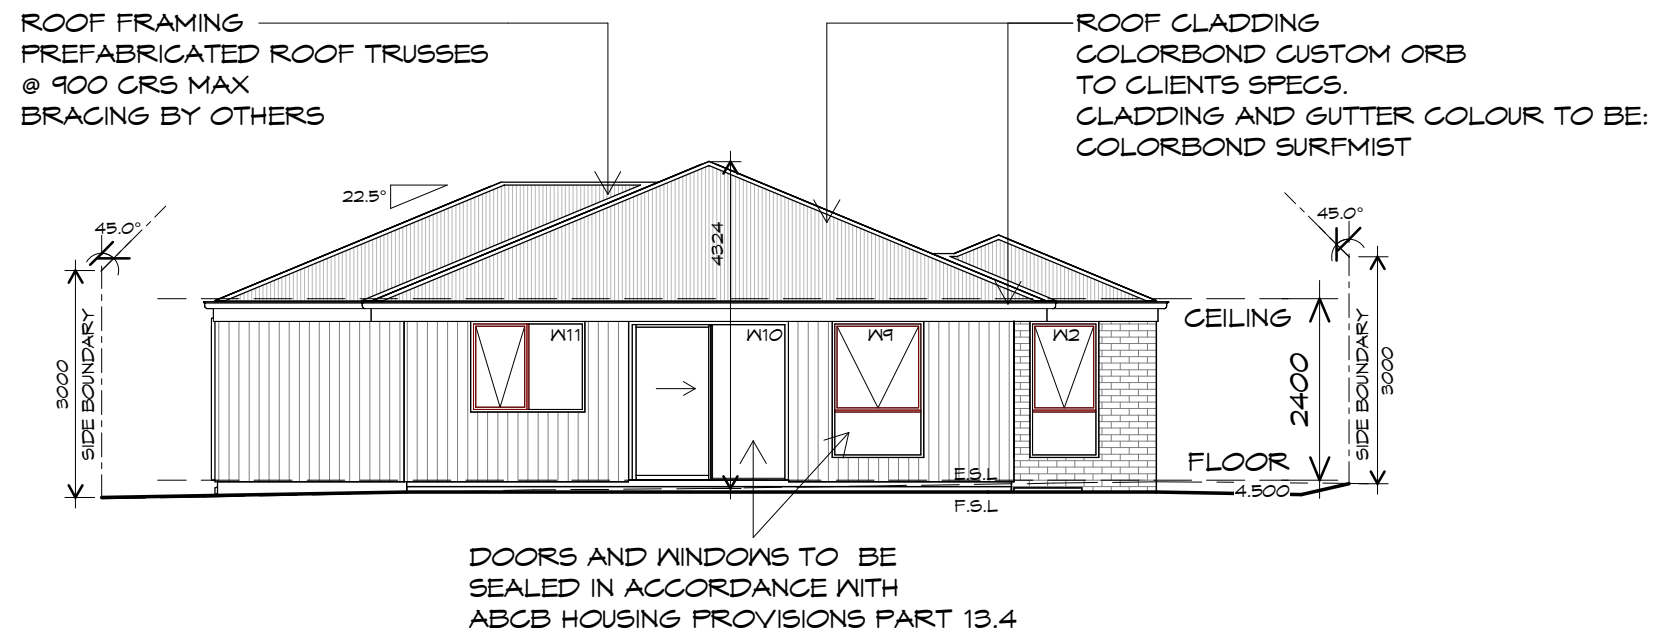 ROOF FRAMING
PREFABRICATED ROOF TRUSSES
@ 900 CRS MAX
BRACING BY OTHERS
ROOF CLADDING
COLORBOND CUSTOM ORB
TO CLIENTS SPECS.
CLADDING AND GUTTER COLOUR TO BE:
COLORBOND SURFMIST
22.5°
45.0°
45.0°
4324
3000
SIDE BOUNDARY
W11
W10
W9
W2
CEILING
2400
FLOOR
SIDE BOUNDARY
3000
E.S.L
4.500
F.S.L
DOORS AND WINDOWS TO BE
SEALED IN ACCORDANCE WITH
ABCB HOUSING PROVISIONS PART 13.4